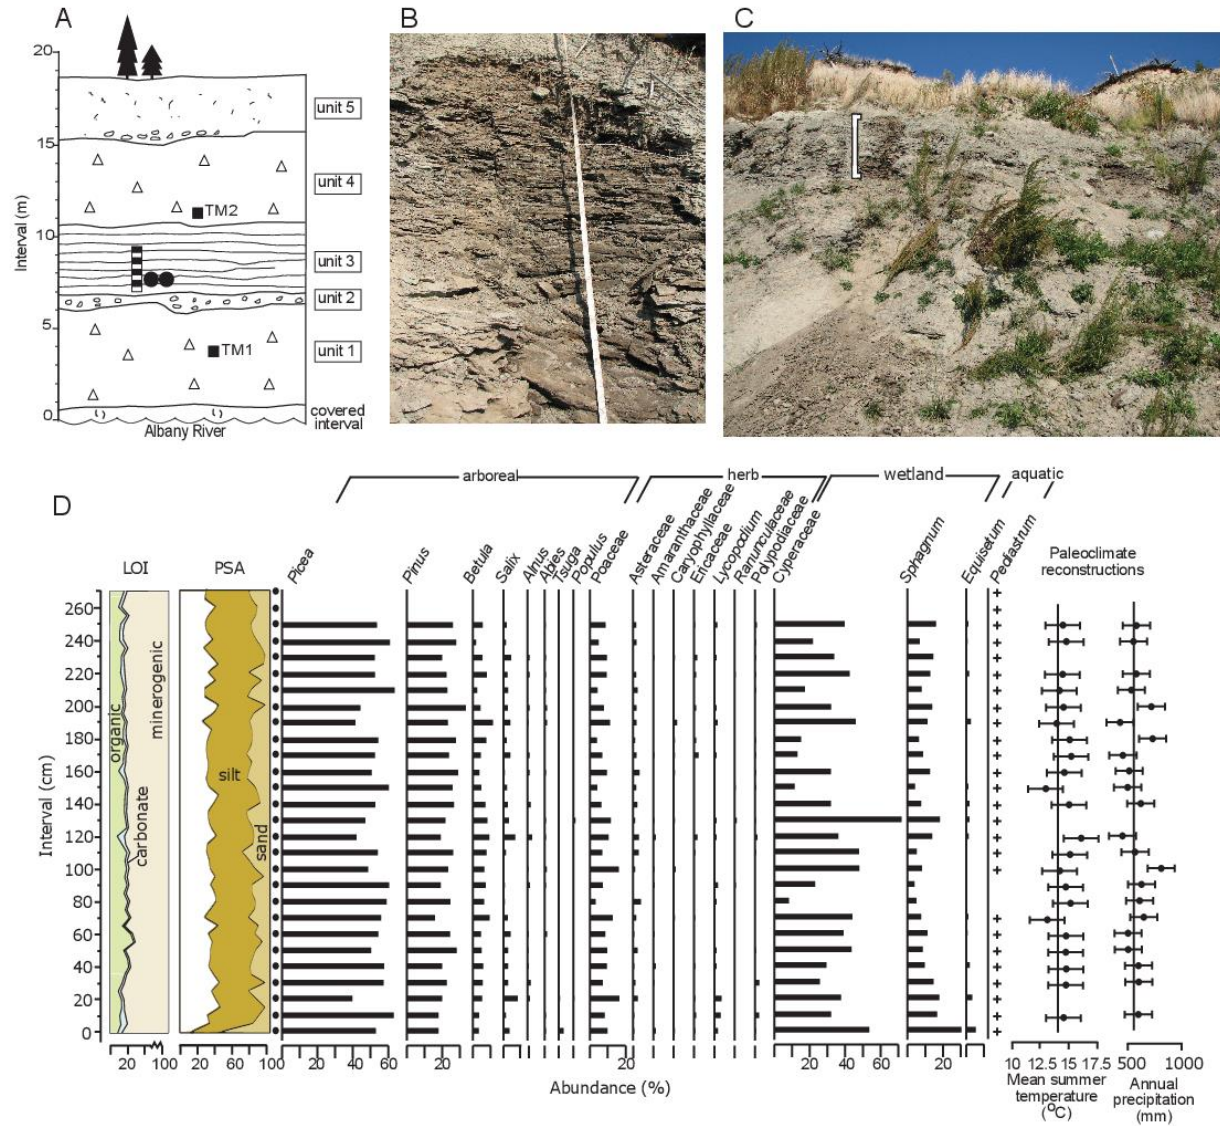 A
B
C
20
15
10
5
0
Interval (m)
unit 5
unit 4
TM2
unit 3
unit 2
TM1
unit 1
covered
interval
Albany River
D
arboreal
herb
wetland
aquatic
LOI
PSA
Picea
Pinus
Betula
Salix
Alnus
Abies
Tsuga
Populus
Poaceae
Asteraceae
Amaranthaceae
Caryophyllaceae
Ericaceae
Lycopodium
Ranunculaceae
Polypodiaceae
Cyperaceae
Sphagnum
Equisetum
Pediastrum
Paleoclimate
reconstructions
Interval (cm)
260
240
220
200
180
160
140
120
100
80
60
40
20
0
organic
carbonate
minerogenic
silt
sand
20 100
20 60 100
20 40 60
20
20
20 40 60
20
10 12.5 15 17.5
500 1000
Abundance (%)
Mean summer
temperature
(°C)
Annual
precipitation
(mm)